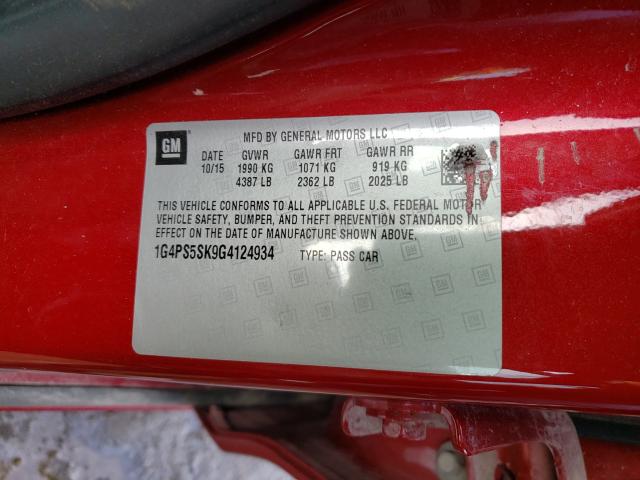 GM
MFD BY GENERAL MOTORS LLC
DATE GVWR GAWR FRT GAWR RR
10/15 1990 KG 1071 KG 919 KG
4387 LB 2362 LB 2025 LB
THIS VEHICLE CONFORMS TO ALL APPLICABLE U.S. FEDERAL MOTOR
VEHICLE SAFETY, BUMPER, AND THEFT PREVENTION STANDARDS IN
EFFECT ON THE DATE OF MANUFACTURE SHOWN ABOVE.
1G4PS5SK9G4124934 TYPE: PASS CAR